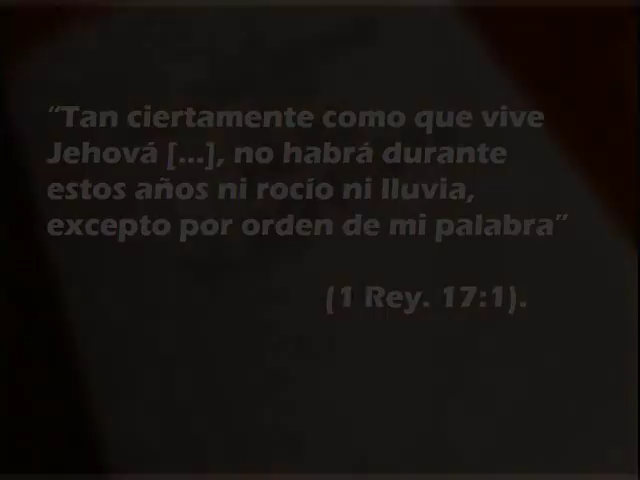 “Tan ciertamente como que vive
Jehová [...], no habrá durante
estos años ni rocío ni lluvia,
excepto por orden de mi palabra”
(1 Rey. 17:1).